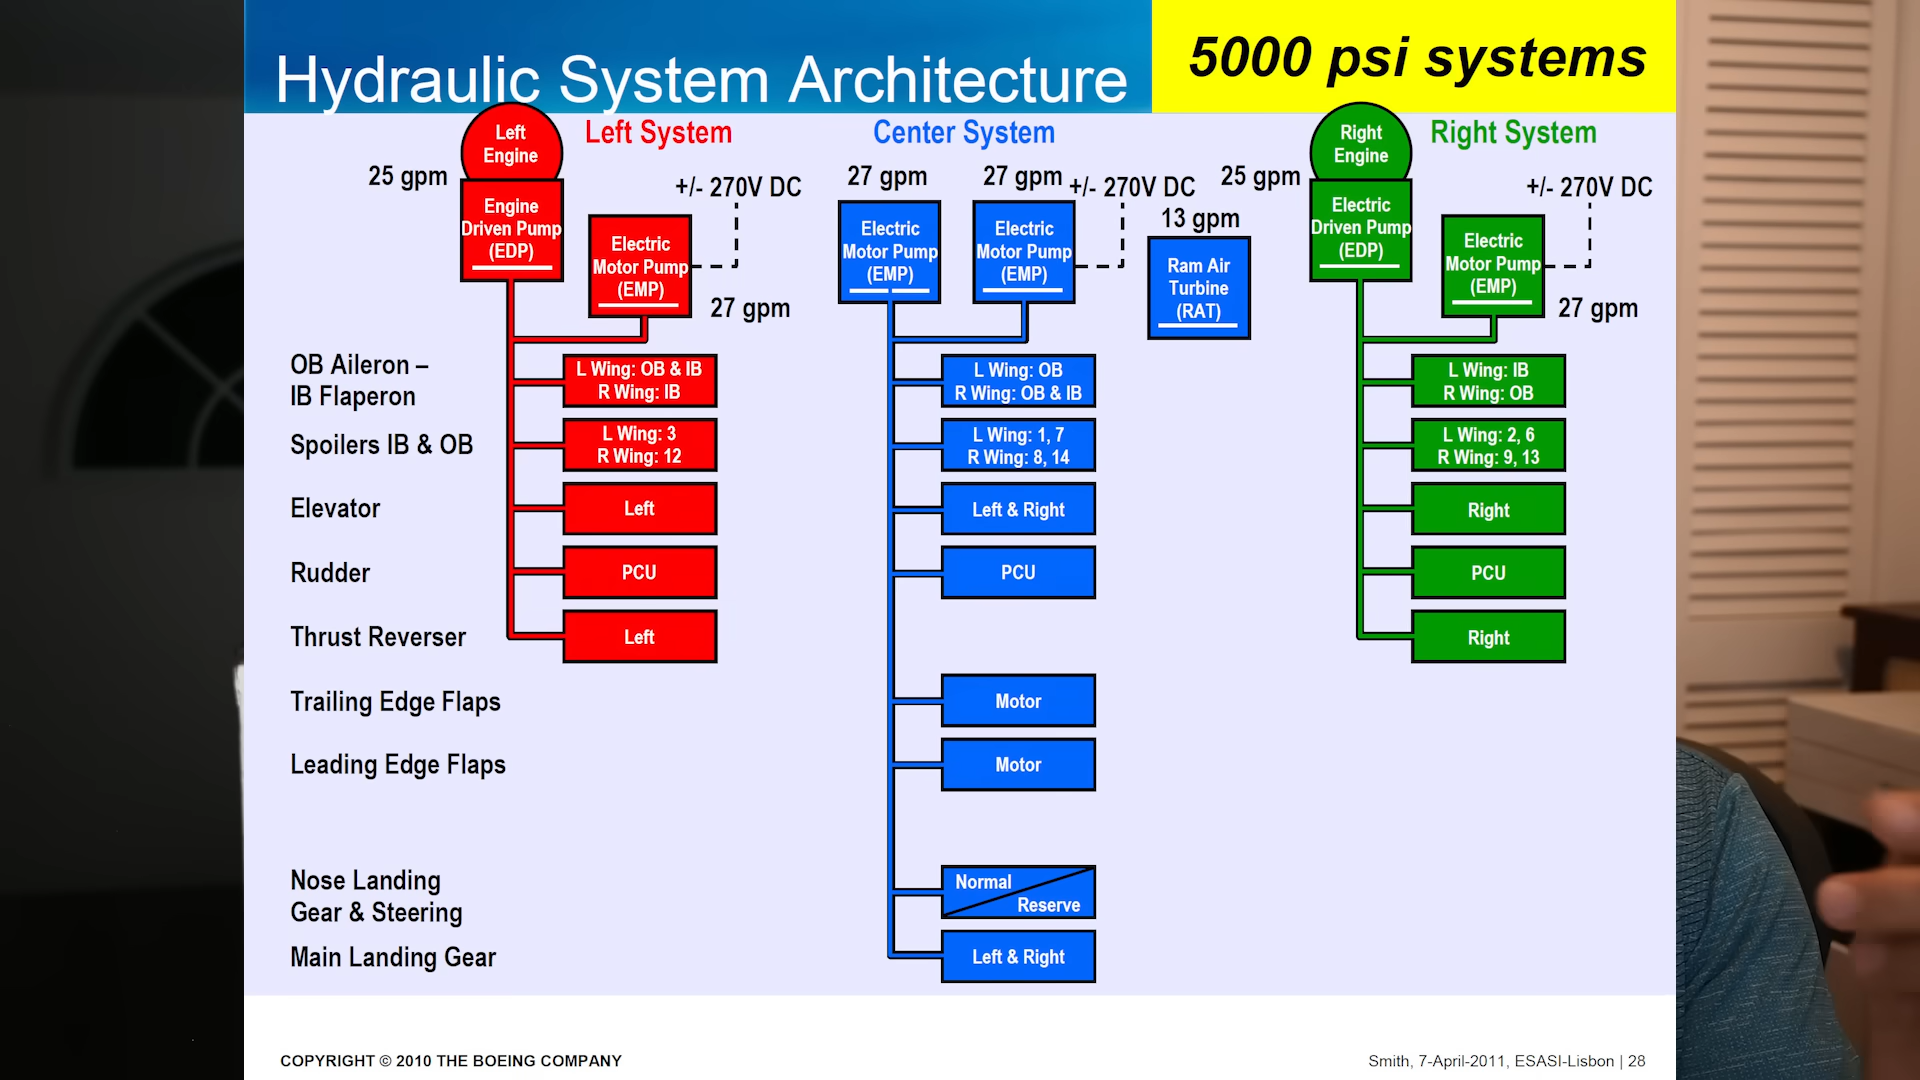 Hydraulic System Architecture
5000 psi systems
Left
Engine
Left System
Center System
Right
Engine
Right System
25 gpm
+/- 270V DC
27 gpm
27 gpm
+/- 270V DC
25 gpm
+/- 270V DC
13 gpm
Engine
Driven Pump
(EDP)
Electric
Motor Pump
(EMP)
27 gpm
Electric
Motor Pump
(EMP)
Electric
Motor Pump
(EMP)
Ram Air
Turbine
(RAT)
Electric
Driven Pump
(EDP)
Electric
Motor Pump
(EMP)
27 gpm
OB Aileron –
IB Flaperon
L Wing: OB & IB
R Wing: IB
L Wing: OB
R Wing: OB & IB
L Wing: IB
R Wing: OB
Spoilers IB & OB
L Wing: 3
R Wing: 12
L Wing: 1, 7
R Wing: 8, 14
L Wing: 2, 6
R Wing: 9, 13
Elevator
Left
Left & Right
Right
Rudder
PCU
PCU
PCU
Thrust Reverser
Left
Right
Trailing Edge Flaps
Motor
Leading Edge Flaps
Motor
Nose Landing
Gear & Steering
Normal
Reserve
Main Landing Gear
Left & Right
COPYRIGHT © 2010 THE BOEING COMPANY
Smith, 7-April-2011, ESASI-Lisbon | 28